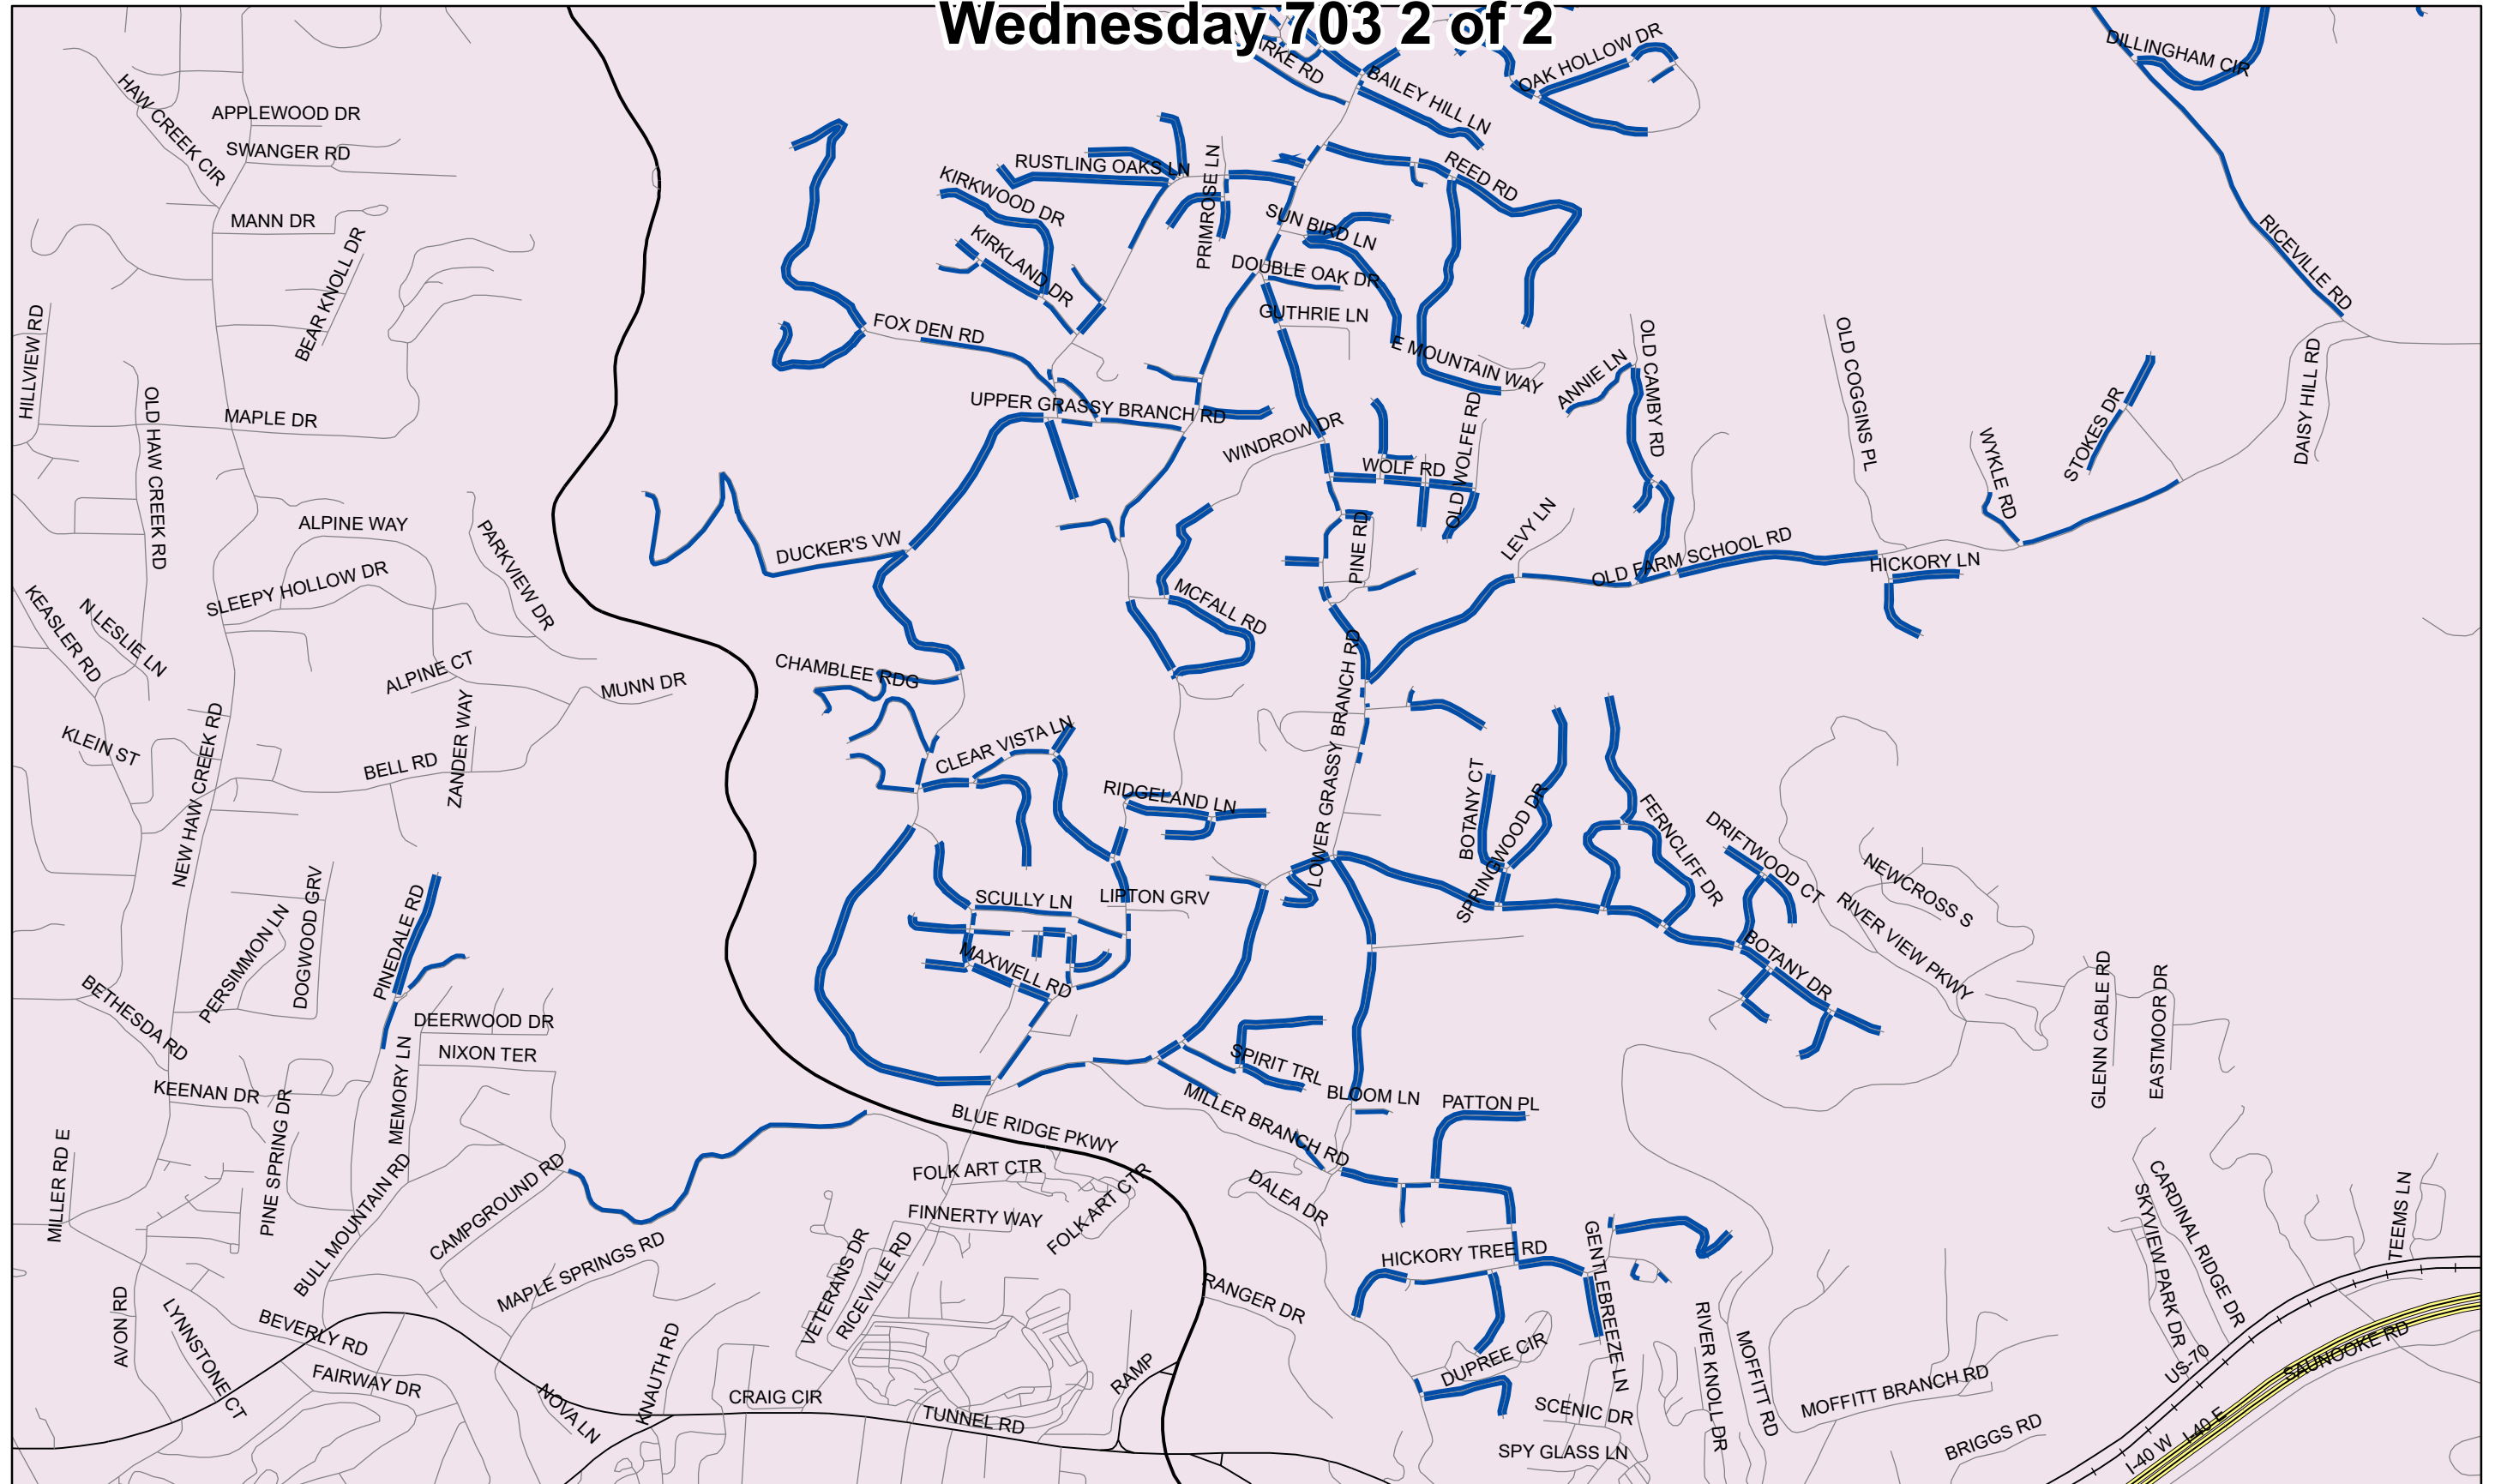 Wednesday 703 2 of 2
ARKE RD
BAILEY HILL LN
OAK HOLLOW DR
DILLINGHAM CIR
HAW CREEK CIR
APPLEWOOD DR
SWANGER RD
MANN DR
BEAR KNOLL DR
HILLVIEW RD
OLD HAW CREEK RD
MAPLE DR
RUSTLING OAKS LN
KIRKWOOD DR
KIRKLAND DR
PRIMROSE LN
REED RD
SUN BIRD LN
DOUBLE OAK DR
GUTHRIE LN
FOX DEN RD
E MOUNTAIN WAY
UPPER GRASSY BRANCH RD
WINDROW DR
WOLF RD
OLD WOLFE RD
ANNIE LN
OLD CAMBY RD
OLD COGGINS PL
RICEVILLE RD
DAISY HILL RD
STOKES DR
WYKLE RD
ALPINE WAY
PARKVIEW DR
SLEEPY HOLLOW DR
KEASLER RD
N LESLIE LN
ALPINE CT
MUNN DR
ZANDER WAY
KLEIN ST
NEW HAW CREEK RD
BELL RD
DUCKER'S VW
PINE RD
LEVY LN
OLD FARM SCHOOL RD
HICKORY LN
MCFALL RD
CHAMBLEE RDG
CLEAR VISTA LN
LOWER GRASSY BRANCH RD
RIDGELAND LN
BOTANY CT
SPRINGWOOD DR
FERNCLIFF DR
DRIFTWOOD CT
NEWCROSS S
RIVER VIEW PKWY
BOTANY DR
SCULLY LN
LIPTON GRV
MAXWELL RD
PERSIMMON LN
DOGWOOD GRV
PINEDALE RD
BETHESDA RD
DEERWOOD DR
NIXON TER
KEENAN DR
MEMORY LN
PINE SPRING DR
MILLER RD E
BULL MOUNTAIN RD
CAMPGROUND RD
MAPLE SPRINGS RD
SPIRIT TRL
MILLER BRANCH RD
BLOOM LN
PATTON PL
BLUE RIDGE PKWY
FOLK ART CTR
FOLK ART CTR
FINNERTY WAY
DALEA DR
HICKORY TREE RD
GENTLEBREEZE LN
GLENN CABLE RD
EASTMOOR DR
CARDINAL RIDGE DR
SKYVIEW PARK DR
TEEMS LN
VETERANS DR
RICEVILLE RD
RANGER DR
DUPREE CIR
RIVER KNOLL DR
MOFFITT RD
MOFFITT BRANCH RD
US-70
SAUNOOKE RD
AVON RD
LYNNSTONE CT
BEVERLY RD
FAIRWAY DR
NOVA LN
KNAUTH RD
CRAIG CIR
TUNNEL RD
RAMP
SCENIC DR
SPY GLASS LN
BRIGGS RD
I-40 W
I-40 E